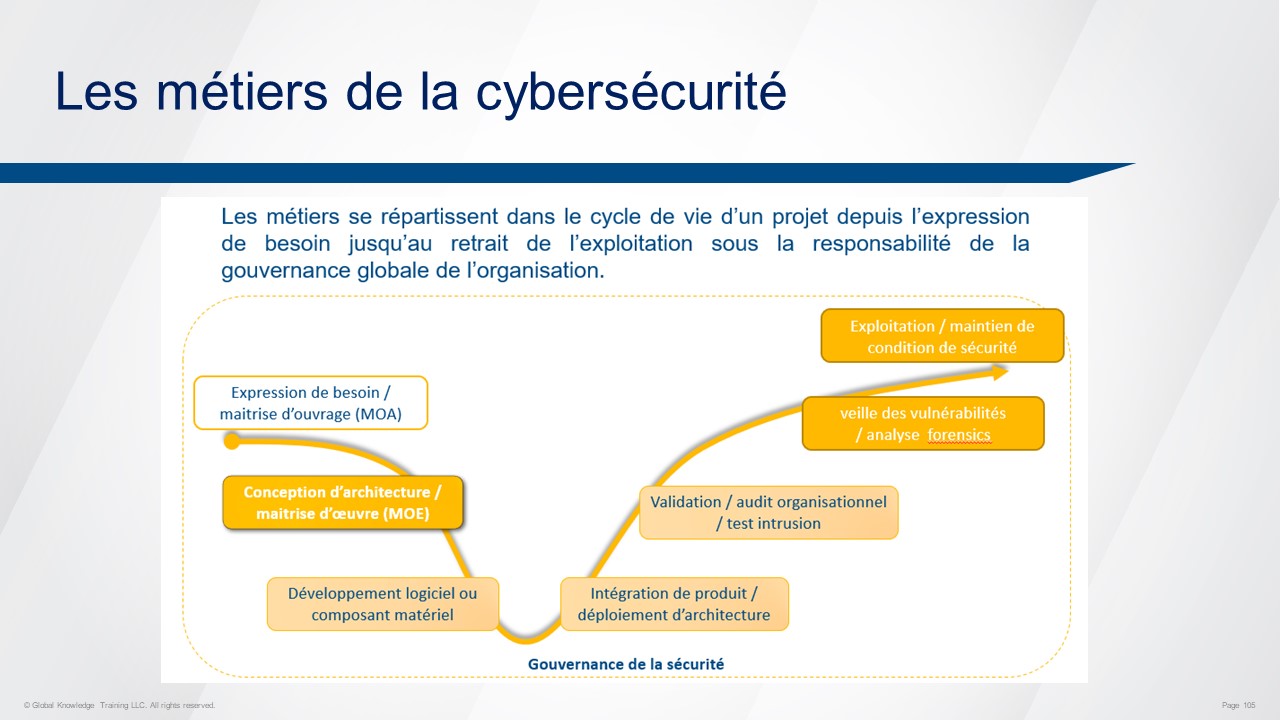 Les métiers de la cybersécurité
Les métiers se répartissent dans le cycle de vie d’un projet depuis l’expression
de besoin jusqu’au retrait de l’exploitation sous la responsabilité de la
gouvernance globale de l’organisation.
Exploitation / maintien de
condition de sécurité
Expression de besoin /
maitrise d’ouvrage (MOA)
veille des vulnérabilités
/ analyse forensics
Conception d’architecture /
maitrise d’œuvre (MOE)
Validation / audit organisationnel
/ test intrusion
Développement logiciel ou
composant matériel
Intégration de produit /
déploiement d’architecture
Gouvernance de la sécurité
© Global Knowledge Training LLC. All rights reserved.
Page 105